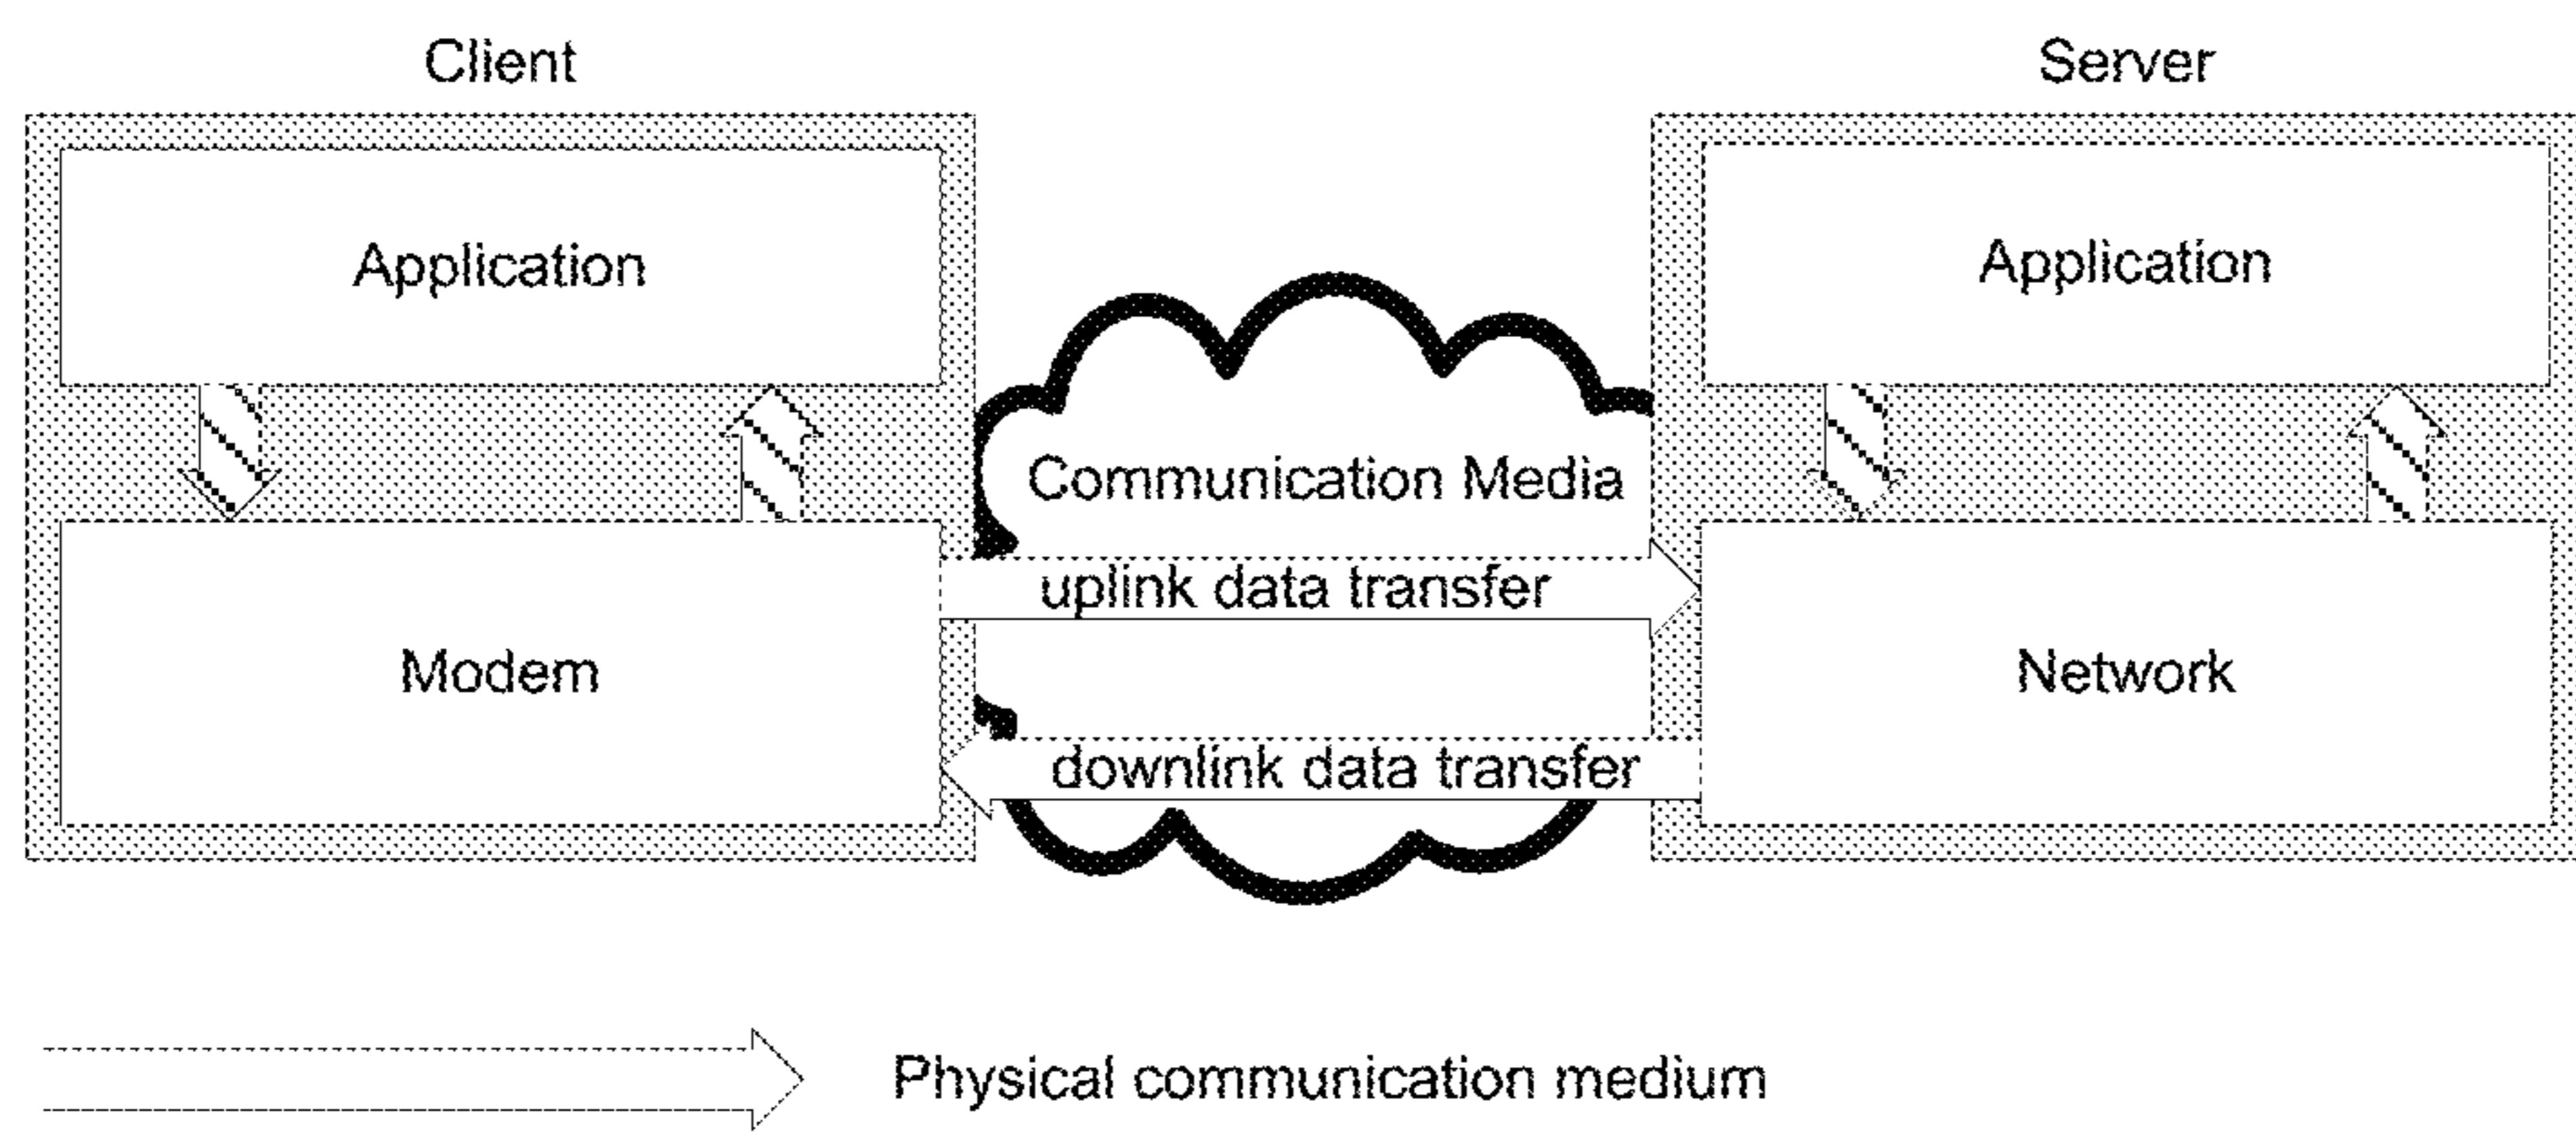 Client
Server
Application
Application
Communication Media
uplink data transfer
Modem
Network
downlink data transfer
Physical communication medium